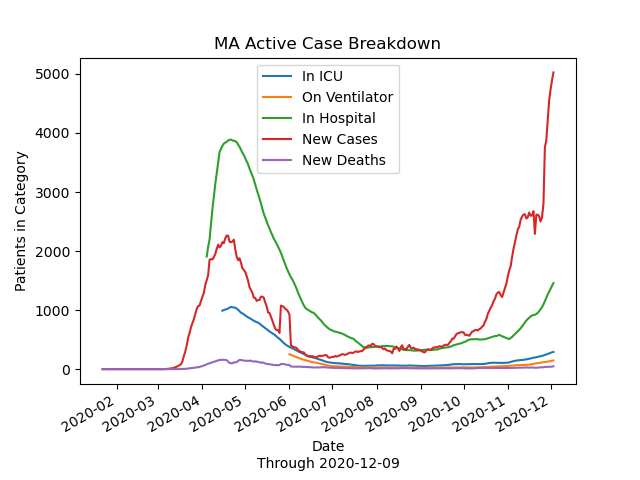 MA Active Case Breakdown
In ICU
On Ventilator
In Hospital
New Cases
New Deaths
Patients in Category
5000
4000
3000
2000
1000
0
2020-02
2020-03
2020-04
2020-05
2020-06
2020-07
2020-08
2020-09
2020-10
2020-11
2020-12
Date
Through 2020-12-09